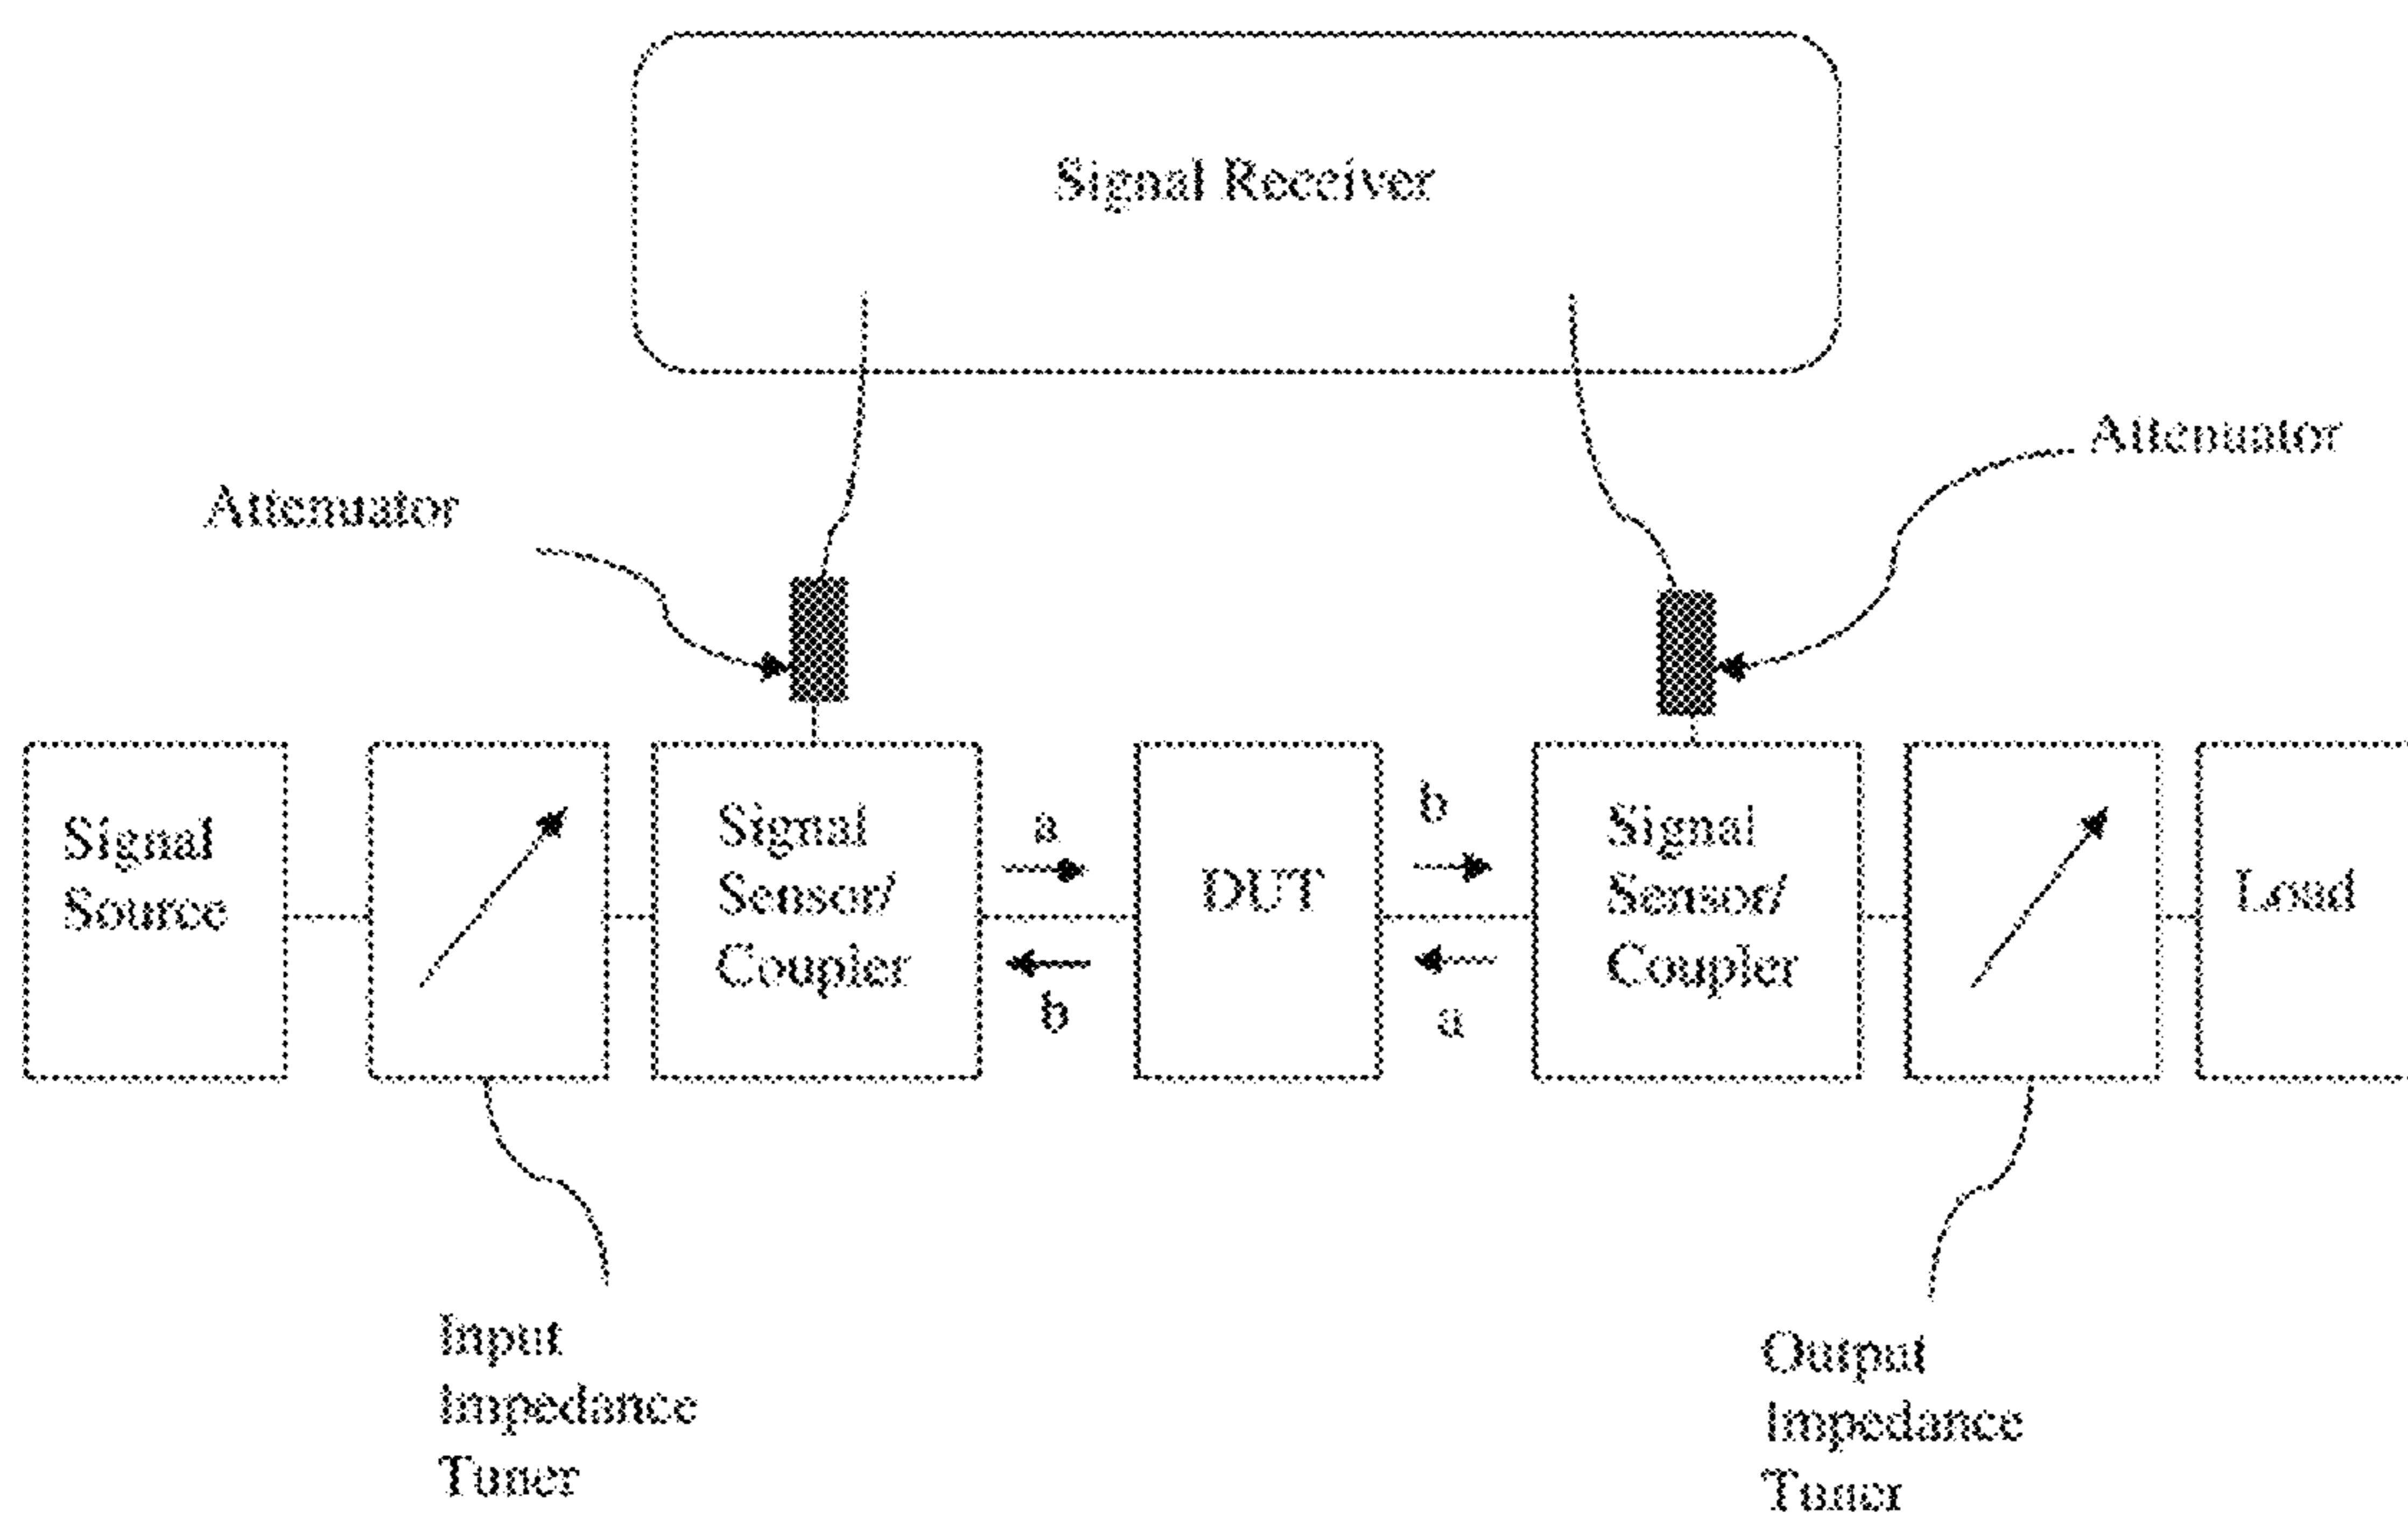 Signal Receiver
Attenuator
Attenuator
Signal
Source
Signal
Sensor/
Coupler
a
b
DUT
b
a
Signal
Sensor/
Coupler
Load
Input
Impedance
Tuner
Output
Impedance
Tuner